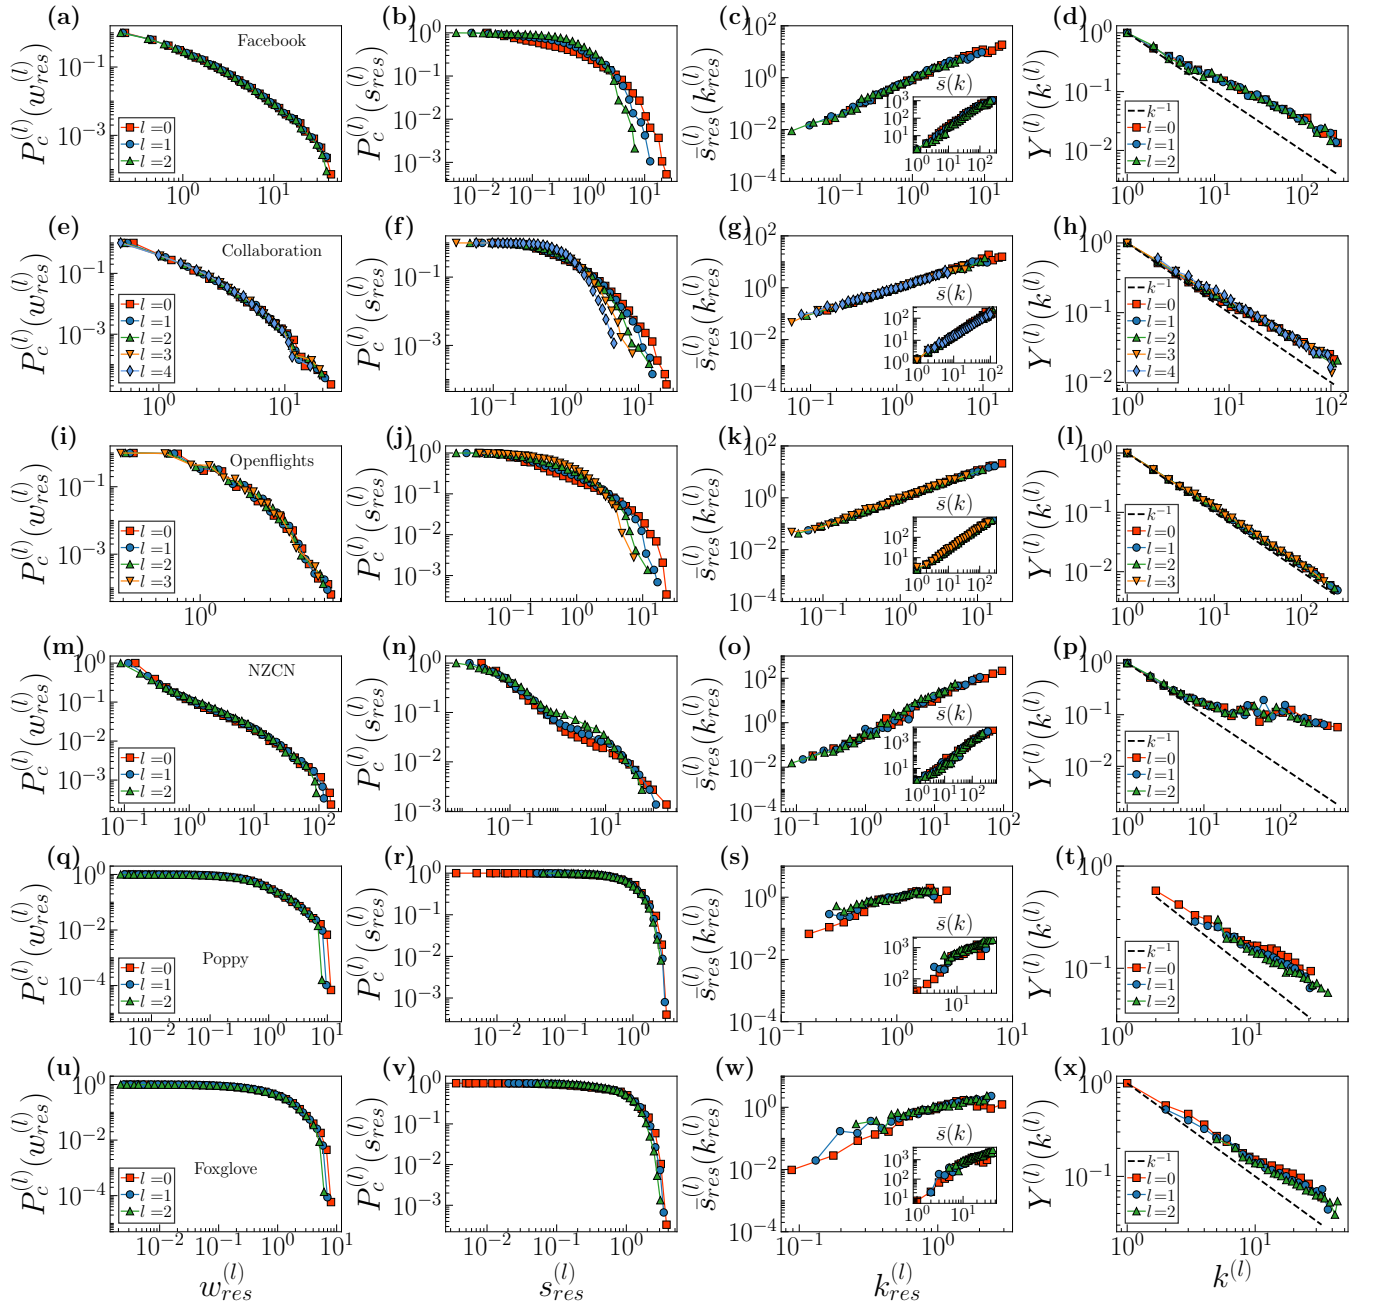 (a) (b) (c) (d)
P_c^{(l)}(w_{res}^{(l)}) 10^{-1} 10^{-3} 10^0 10^1 Facebook l=0 l=1 l=2
P_c^{(l)}(s_{res}^{(l)}) 10^0 10^{-1} 10^{-2} 10^{-3} 10^{-2} 10^{-1} 10^0 10^1
\bar{s}_{res}^{(l)}(k_{res}^{(l)}) 10^2 10^0 10^{-2} 10^{-4} 10^{-1} 10^0 10^1 \bar{s}(k) 10^3 10^1 10^0 10^1 10^2
Y^{(l)}(k^{(l)}) 10^0 10^{-1} 10^{-2} 10^0 10^1 10^2 k^{-1} l=0 l=1 l=2
(e) (f) (g) (h)
P_c^{(l)}(w_{res}^{(l)}) 10^{-1} 10^{-3} 10^0 10^1 Collaboration l=0 l=1 l=2 l=3 l=4
P_c^{(l)}(s_{res}^{(l)}) 10^{-1} 10^{-3} 10^{-1} 10^0 10^1
\bar{s}_{res}^{(l)}(k_{res}^{(l)}) 10^2 10^0 10^{-2} 10^{-4} 10^{-1} 10^0 10^1 \bar{s}(k) 10^2 10^1 10^0 10^0 10^1 10^2
Y^{(l)}(k^{(l)}) 10^0 10^{-1} 10^{-2} 10^0 10^1 10^2 k^{-1} l=0 l=1 l=2 l=3 l=4
(i) (j) (k) (l)
P_c^{(l)}(w_{res}^{(l)}) 10^0 10^{-1} 10^{-3} 10^0 Openflights l=0 l=1 l=2 l=3
P_c^{(l)}(s_{res}^{(l)}) 10^0 10^{-1} 10^{-2} 10^{-3} 10^{-1} 10^0 10^1
\bar{s}_{res}^{(l)}(k_{res}^{(l)}) 10^2 10^0 10^{-2} 10^{-4} 10^{-1} 10^0 10^1 \bar{s}(k) 10^2 10^1 10^0 10^1 10^2
Y^{(l)}(k^{(l)}) 10^0 10^{-1} 10^{-2} 10^0 10^1 10^2 k^{-1} l=0 l=1 l=2 l=3
(m) (n) (o) (p)
P_c^{(l)}(w_{res}^{(l)}) 10^0 10^{-1} 10^{-2} 10^{-3} 10^{-1} 10^0 10^1 10^2 NZCN l=0 l=1 l=2
P_c^{(l)}(s_{res}^{(l)}) 10^0 10^{-1} 10^{-2} 10^{-3} 10^{-1} 10^1
\bar{s}_{res}^{(l)}(k_{res}^{(l)}) 10^2 10^0 10^{-2} 10^{-4} 10^{-1} 10^0 10^1 10^2 \bar{s}(k) 10^3 10^1 10^0 10^1 10^2
Y^{(l)}(k^{(l)}) 10^0 10^{-1} 10^{-2} 10^0 10^1 10^2 k^{-1} l=0 l=1 l=2
(q) (r) (s) (t)
P_c^{(l)}(w_{res}^{(l)}) 10^0 10^{-2} 10^{-4} 10^{-2} 10^{-1} 10^0 10^1 Poppy l=0 l=1 l=2
P_c^{(l)}(s_{res}^{(l)}) 10^0 10^{-1} 10^{-2} 10^{-3} 10^{-2} 10^{-1} 10^0
\bar{s}_{res}^{(l)}(k_{res}^{(l)}) 10^2 10^0 10^{-2} 10^{-4} 10^{-1} 10^0 10^1 \bar{s}(k) 10^3 10^2 10^1
Y^{(l)}(k^{(l)}) 10^0 10^{-1} 10^0 10^1 k^{-1} l=0 l=1 l=2
(u) (v) (w) (x)
P_c^{(l)}(w_{res}^{(l)}) 10^0 10^{-2} 10^{-4} 10^{-2} 10^{-1} 10^0 10^1 Foxglove l=0 l=1 l=2
P_c^{(l)}(s_{res}^{(l)}) 10^0 10^{-1} 10^{-2} 10^{-3} 10^{-2} 10^{-1} 10^0
\bar{s}_{res}^{(l)}(k_{res}^{(l)}) 10^2 10^0 10^{-2} 10^{-4} 10^{-1} 10^0 \bar{s}(k) 10^3 10^2 10^1 10^0 10^1
Y^{(l)}(k^{(l)}) 10^0 10^{-1} 10^0 10^1 k^{-1} l=0 l=1 l=2
w_{res}^{(l)} s_{res}^{(l)} k_{res}^{(l)} k^{(l)}